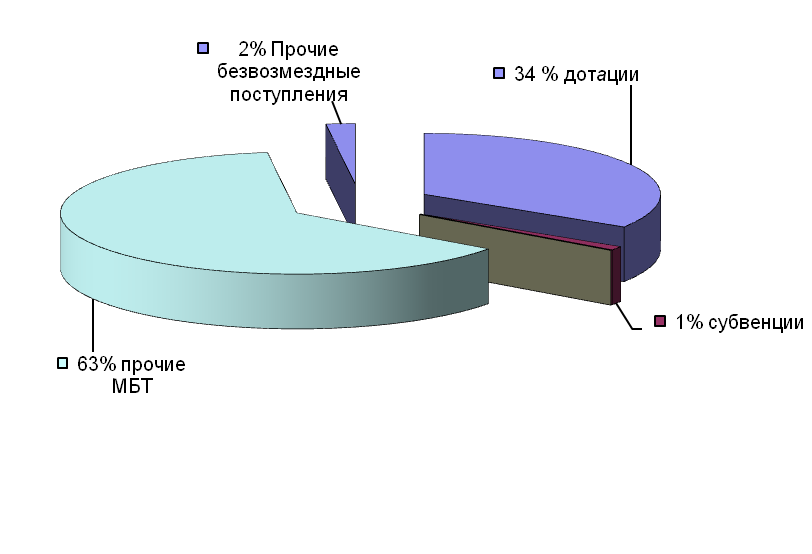 2% Прочие
безвозмездные
поступления
34 % дотации
1% субвенции
63% прочие
МБТ